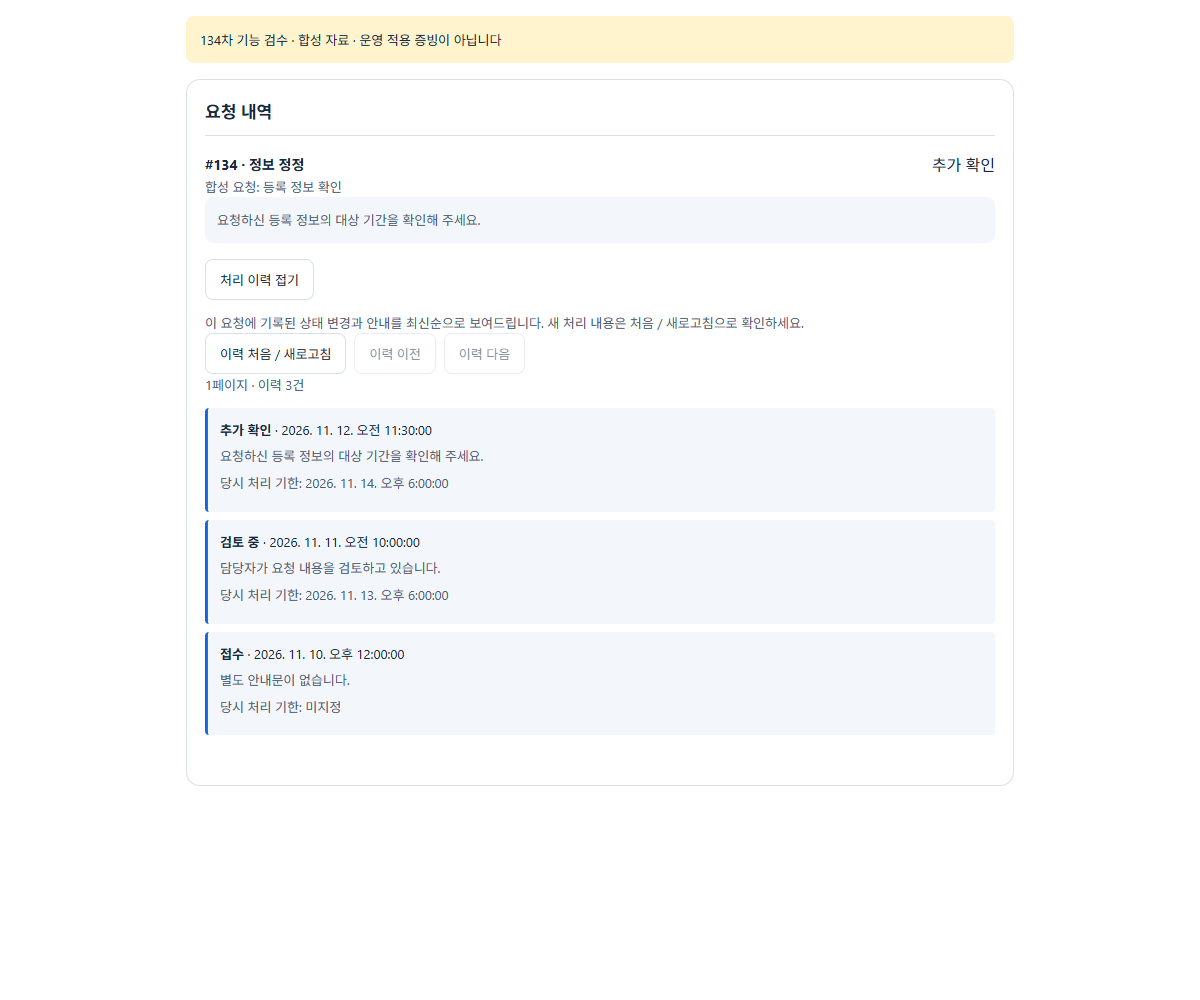 134차 기능 검수 · 합성 자료 · 운영 적용 증빙이 아닙니다
요청 내역
#134 · 정보 정정
추가 확인
합성 요청: 등록 정보 확인
요청하신 등록 정보의 대상 기간을 확인해 주세요.
처리 이력 접기
이 요청에 기록된 상태 변경과 안내를 최신순으로 보여드립니다. 새 처리 내용은 처음 / 새로고침으로 확인하세요.
이력 처음 / 새로고침
이력 이전
이력 다음
1페이지 · 이력 3건
추가 확인 · 2026. 11. 12. 오전 11:30:00
요청하신 등록 정보의 대상 기간을 확인해 주세요.
당시 처리 기한: 2026. 11. 14. 오후 6:00:00
검토 중 · 2026. 11. 11. 오전 10:00:00
담당자가 요청 내용을 검토하고 있습니다.
당시 처리 기한: 2026. 11. 13. 오후 6:00:00
접수 · 2026. 11. 10. 오후 12:00:00
별도 안내문이 없습니다.
당시 처리 기한: 미지정